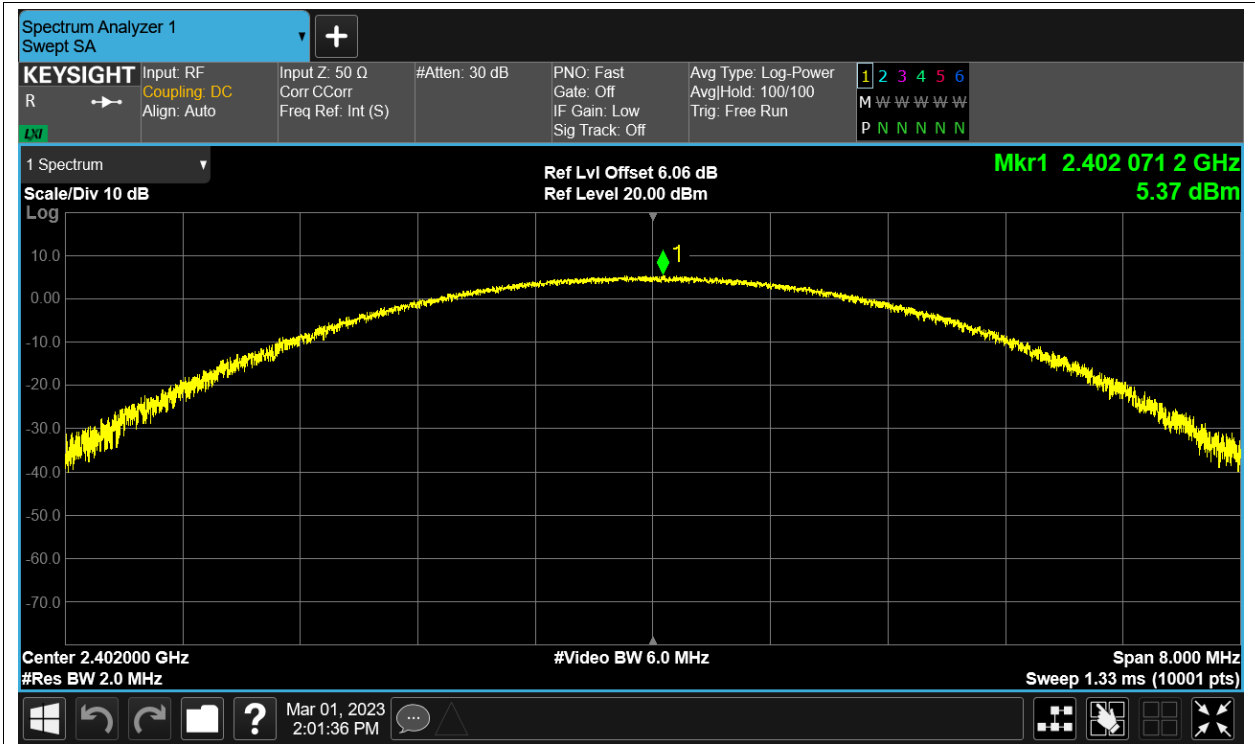 Spectrum Analyzer 1
Swept SA
KEYSIGHT
R
LXI
Input: RF
Coupling: DC
Align: Auto
Input Z: 50 Ω
Corr CCorr
Freq Ref: Int (S)
#Atten: 30 dB
PNO: Fast
Gate: Off
IF Gain: Low
Sig Track: Off
Avg Type: Log-Power
Avg|Hold: 100/100
Trig: Free Run
1 2 3 4 5 6
M W W W W W
P N N N N N
1 Spectrum
Scale/Div 10 dB
Log
Ref Lvl Offset 6.06 dB
Ref Level 20.00 dBm
Mkr1 2.402 071 2 GHz
5.37 dBm
1
10.0
0.00
-10.0
-20.0
-30.0
-40.0
-50.0
-60.0
-70.0
Center 2.402000 GHz
#Res BW 2.0 MHz
#Video BW 6.0 MHz
Span 8.000 MHz
Sweep 1.33 ms (10001 pts)
?
Mar 01, 2023
2:01:36 PM